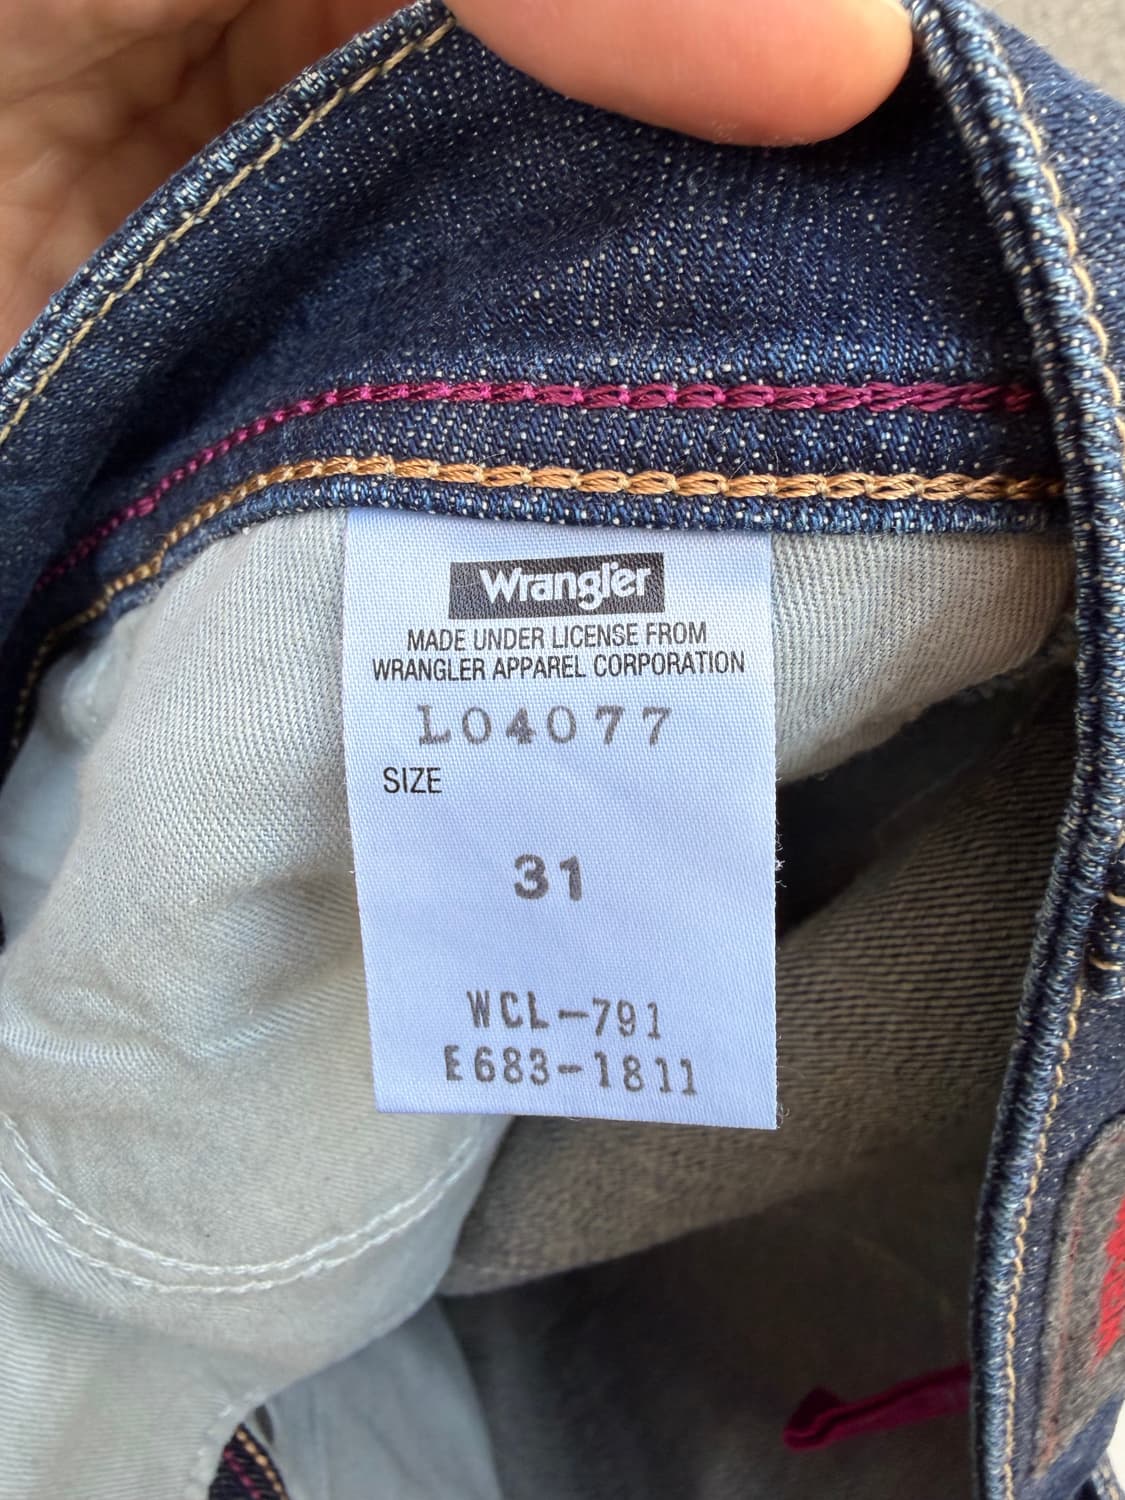 Wrangler
MADE UNDER LICENSE FROM
WRANGLER APPAREL CORPORATION
L04077
SIZE
31
WCL-791
E683-1811